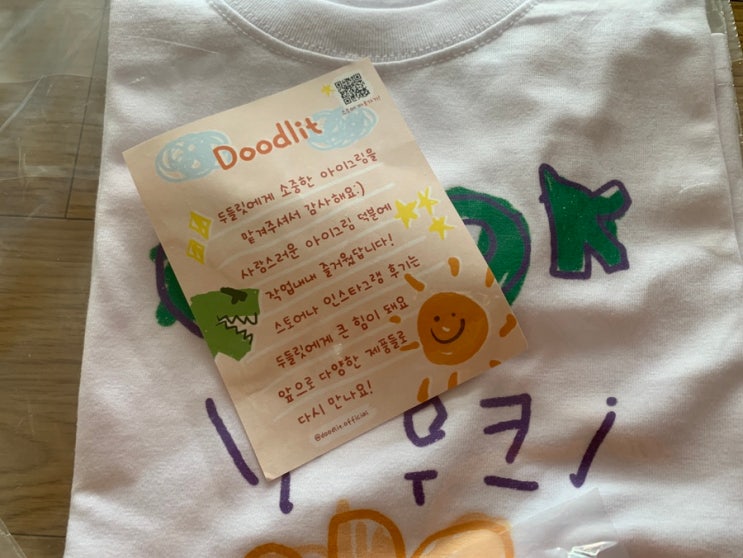 Doodlit
두들릿에게 소중한 아이그림을
맡겨주셔서 감사해요:)
사랑스러운 아이그림 덕분에
작업내내 즐거웠답니다!
스토어나 인스타그램 후기는
두들릿에게 큰 힘이 돼요
앞으로 다양한 제품들로
다시 만나요!
@doodlit.official